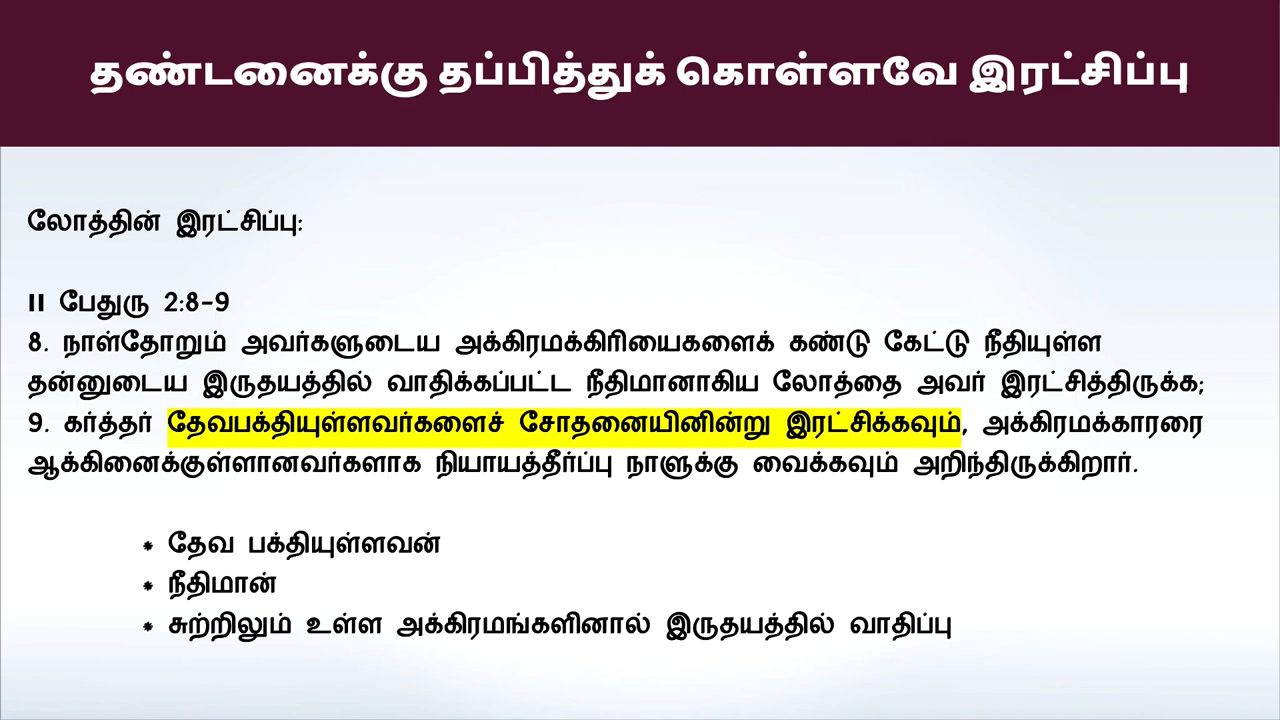 தண்டனைக்கு தப்பித்துக் கொள்ளவே இரட்சிப்பு
லோத்தின் இரட்சிப்பு:
II பேதுரு 2:8-9
8. நாள்தோறும் அவர்களுடைய அக்கிரமக்கிரியைகளைக் கண்டு கேட்டு நீதியுள்ள
தன்னுடைய இருதயத்தில் வாதிக்கப்பட்ட நீதிமானாகிய லோத்தை அவர் இரட்சித்திருக்க;
9. கர்த்தர் தேவபக்தியுள்ளவர்களைச் சோதனையினின்று இரட்சிக்கவும், அக்கிரமக்காரரை
ஆக்கினைக்குள்ளானவர்களாக நியாயத்தீர்ப்பு நாளுக்கு வைக்கவும் அறிந்திருக்கிறார்.
* தேவ பக்தியுள்ளவன்
* நீதிமான்
* சுற்றிலும் உள்ள அக்கிரமங்களினால் இருதயத்தில் வாதிப்பு